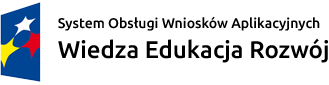 System Obsługi Wniosków Aplikacyjnych
Wiedza Edukacja Rozwój